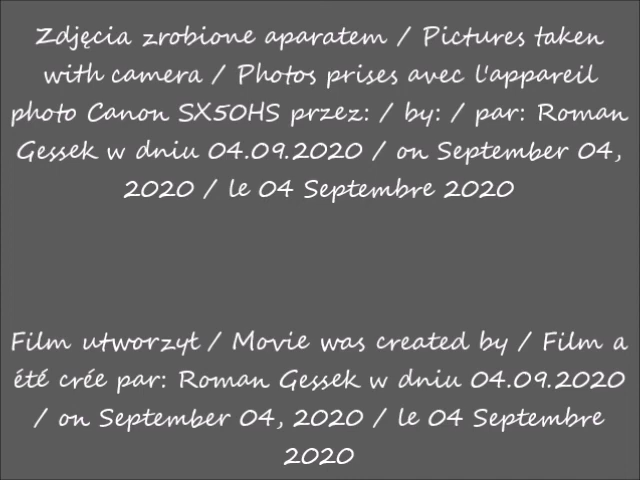 Zdjęcia zrobione aparatem / Pictures taken
with camera / Photos prises avec l'appareil
photo Canon SX50HS przez: / by: / par: Roman
Gessek w dniu 04.09.2020 / on September 04,
2020 / le 04 Septembre 2020
Film utworzył / Movie was created by / Film a
été crée par: Roman Gessek w dniu 04.09.2020
/ on September 04, 2020 / le 04 Septembre
2020